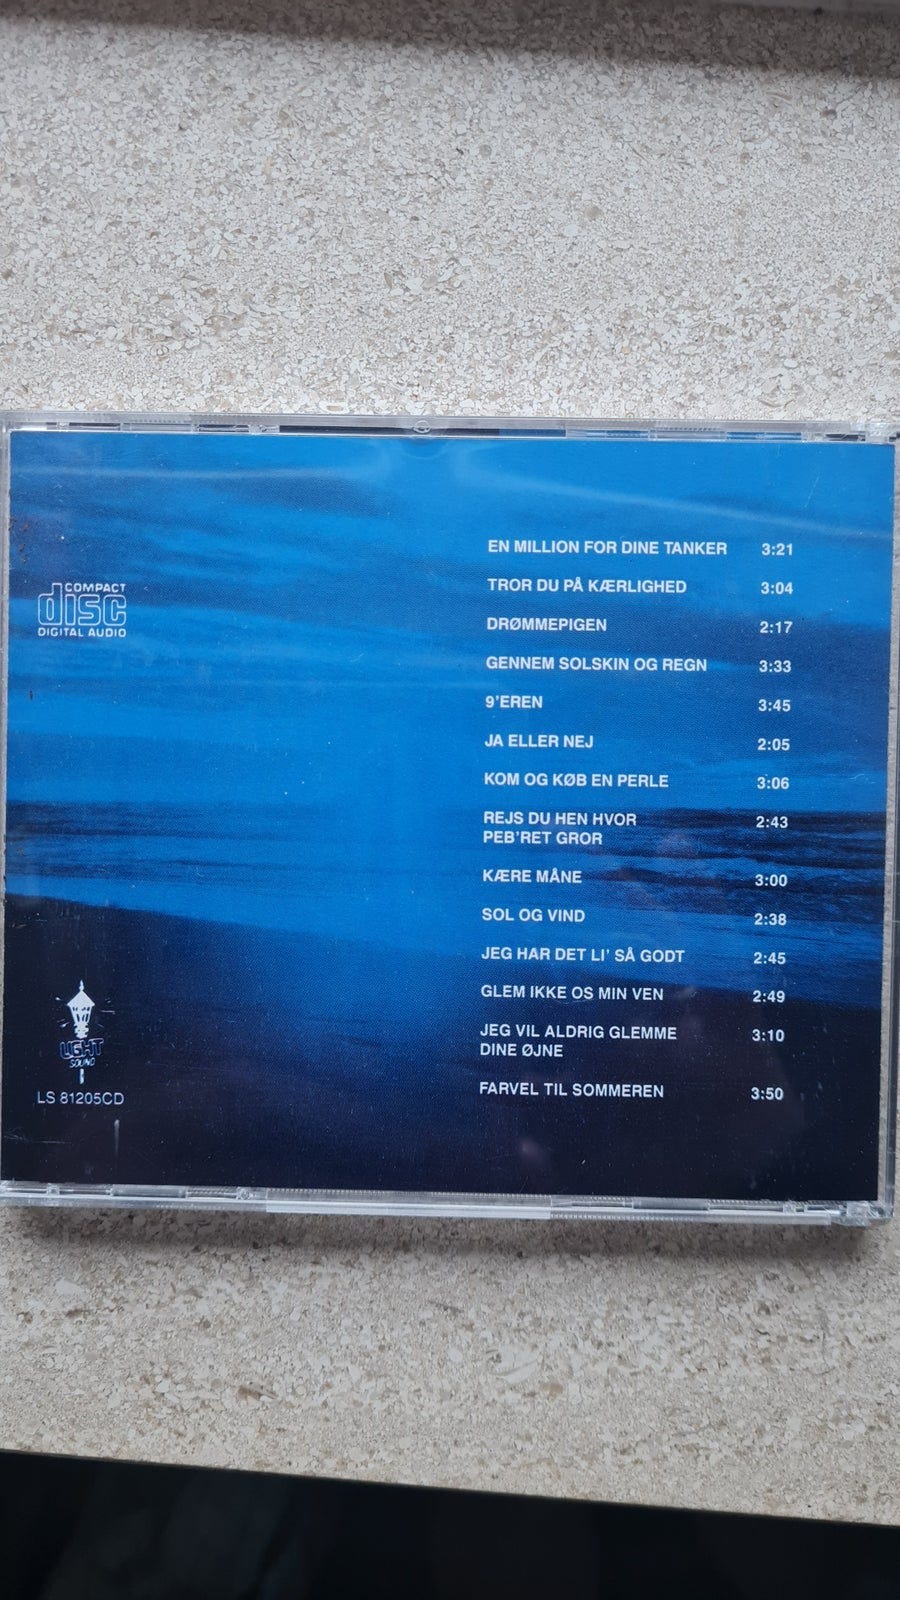 COMPACT
disc
DIGITAL AUDIO
EN MILLION FOR DINE TANKER 3:21
TROR DU PÅ KÆRLIGHED 3:04
DRØMMEPIGEN 2:17
GENNEM SOLSKIN OG REGN 3:33
9'EREN 3:45
JA ELLER NEJ 2:05
KOM OG KØB EN PERLE 3:06
REJS DU HEN HVOR 2:43
PEB'RET GROR
KÆRE MÅNE 3:00
SOL OG VIND 2:38
JEG HAR DET LI' SÅ GODT 2:45
GLEM IKKE OS MIN VEN 2:49
JEG VIL ALDRIG GLEMME 3:10
DINE ØJNE
FARVEL TIL SOMMEREN 3:50
LIGHT
SOUND
LS 81205CD